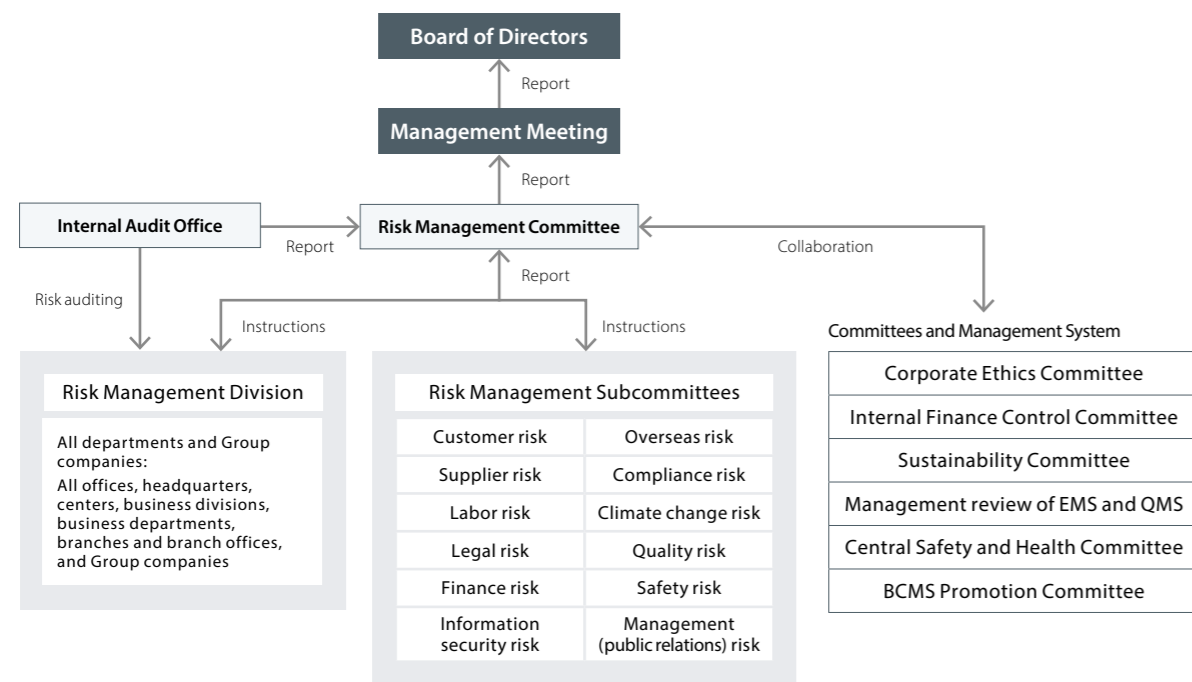 Board of Directors
Report
Management Meeting
Report
Internal Audit Office
Report
Risk Management Committee
Collaboration
Risk auditing
Report
Instructions
Instructions
Risk Management Division
All departments and Group
companies:
All offices, headquarters,
centers, business divisions,
business departments,
branches and branch offices,
and Group companies
Risk Management Subcommittees
Customer risk
Overseas risk
Supplier risk
Compliance risk
Labor risk
Climate change risk
Legal risk
Quality risk
Finance risk
Safety risk
Information
security risk
Management
(public relations) risk
Committees and Management System
Corporate Ethics Committee
Internal Finance Control Committee
Sustainability Committee
Management review of EMS and QMS
Central Safety and Health Committee
BCMS Promotion Committee